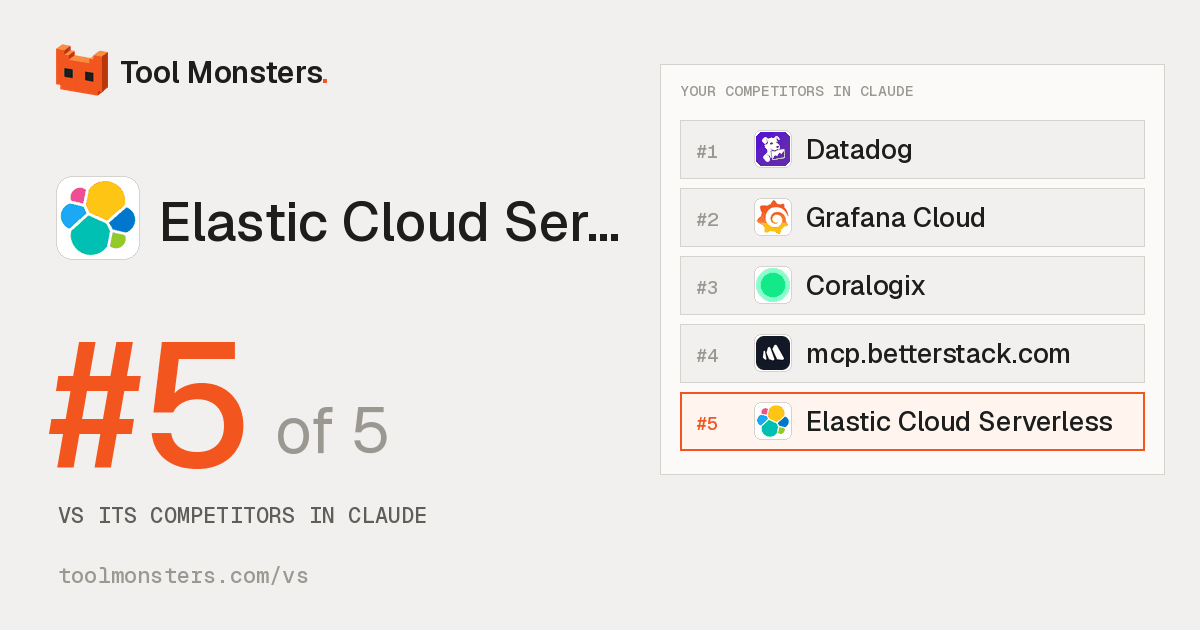 Tool Monsters.
Elastic Cloud Ser...
#5 of 5
VS ITS COMPETITORS IN CLAUDE
toolmonsters.com/vs
YOUR COMPETITORS IN CLAUDE
#1 Datadog
#2 Grafana Cloud
#3 Coralogix
#4 mcp.betterstack.com
#5 Elastic Cloud Serverless